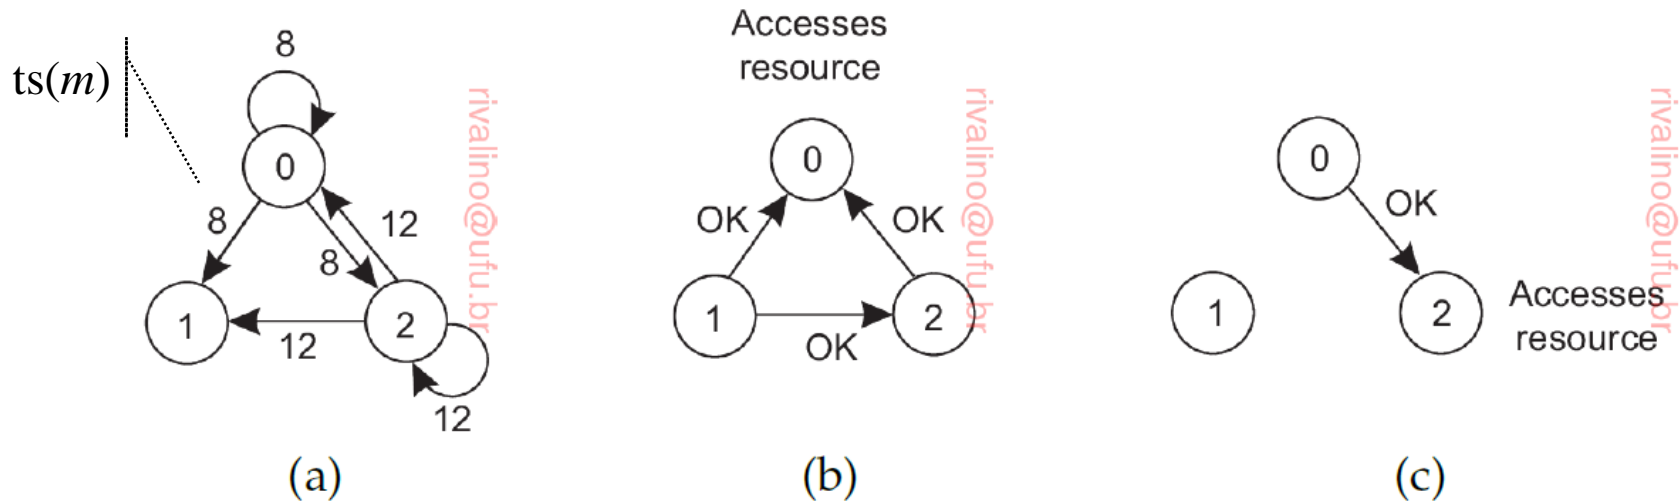 ts(m)
8
0
8
8
12
1
12
2
12
(a)
rivalino@ufu.br
Accesses
resource
0
OK
OK
1
OK
2
(b)
rivalino@ufu.br
0
OK
1
2
Accesses
resource
(c)
rivalino@ufu.br